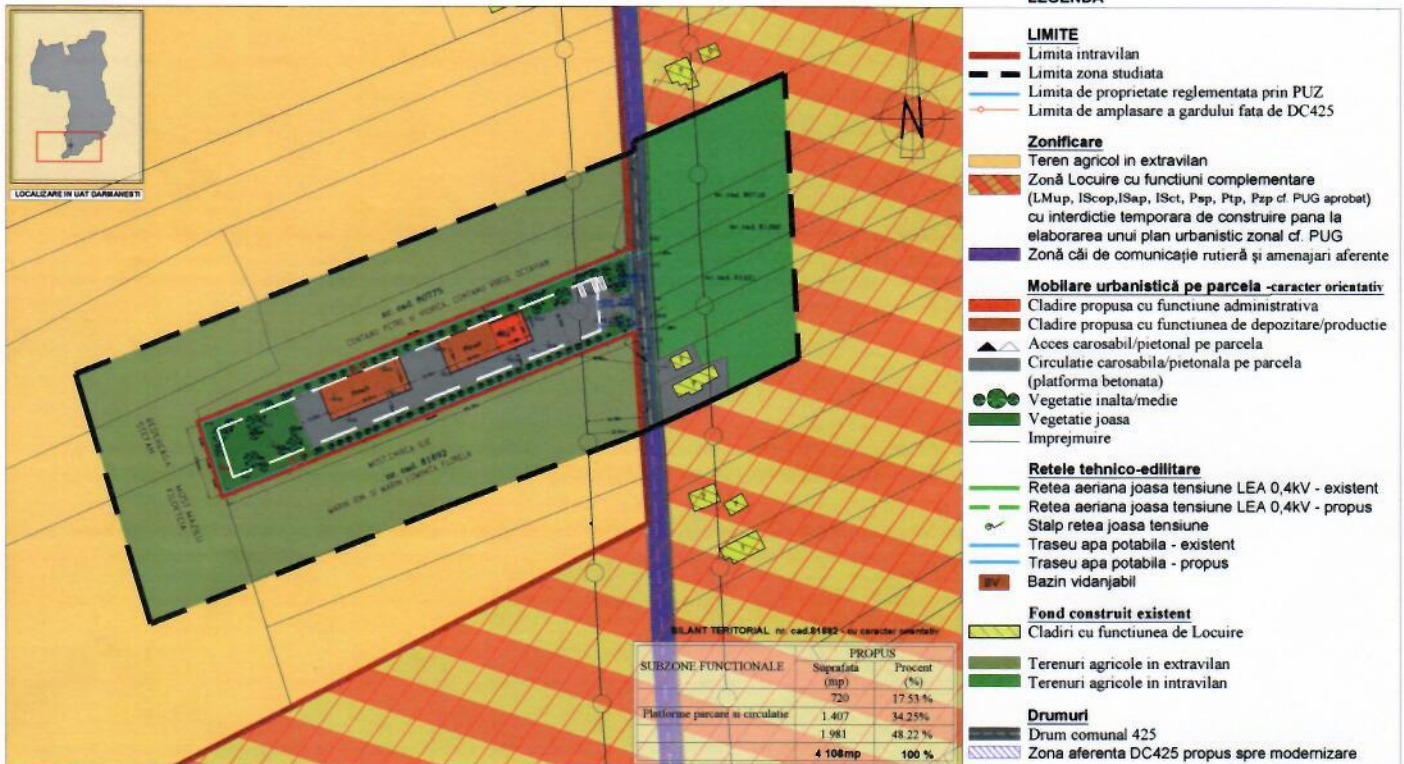 LEGENDA
LIMITE
Limita intravilan
Limita zona studiata
Limita de proprietate reglementata prin PUZ
Limita de amplasare a gardului fata de DC425
Zonificare
Teren agricol in extravilan
Zonă Locuire cu functiuni complementare
(LMup, IScop,ISap, ISct, Psp, Ptp, Pzp cf. PUG aprobat)
cu interdictie temporara de construire pana la
elaborarea unui plan urbanistic zonal cf. PUG
Zonă căi de comunicație rutieră și amenajari aferente
Mobilare urbanistică pe parcela -caracter orientativ
Cladire propusa cu functiune administrativa
Cladire propusa cu functiunea de depozitare/productie
Acces carosabil/pietonal pe parcela
Circulatie carosabila/pietonala pe parcela
(platforma betonata)
Vegetatie inalta/medie
Vegetatie joasa
Imprejmuire
Retele tehnico-edilitare
Retea aeriana joasa tensiune LEA 0,4kV - existent
Retea aeriana joasa tensiune LEA 0,4kV - propus
Stalp retea joasa tensiune
Traseu apa potabila - existent
Traseu apa potabila - propus
BV
Bazin vidanjabil
Fond construit existent
Cladiri cu functiunea de Locuire
Terenuri agricole in extravilan
Terenuri agricole in intravilan
Drumuri
Drum comunal 425
Zona aferenta DC425 propus spre modernizare
LOCALIZARE IN UAT DARMANESTI
N
nr. cad. 80775
nr. cad. 81892
BILANT TERITORIAL nr. cad.81892 - cu caracter orientativ
SUBZONE FUNCTIONALE
PROPUS
Suprafată (mp)
Procent (%)
720 17.53 %
Platforme parcare si circulatie 1.407 34.25%
1.981 48.22 %
4 108mp 100 %